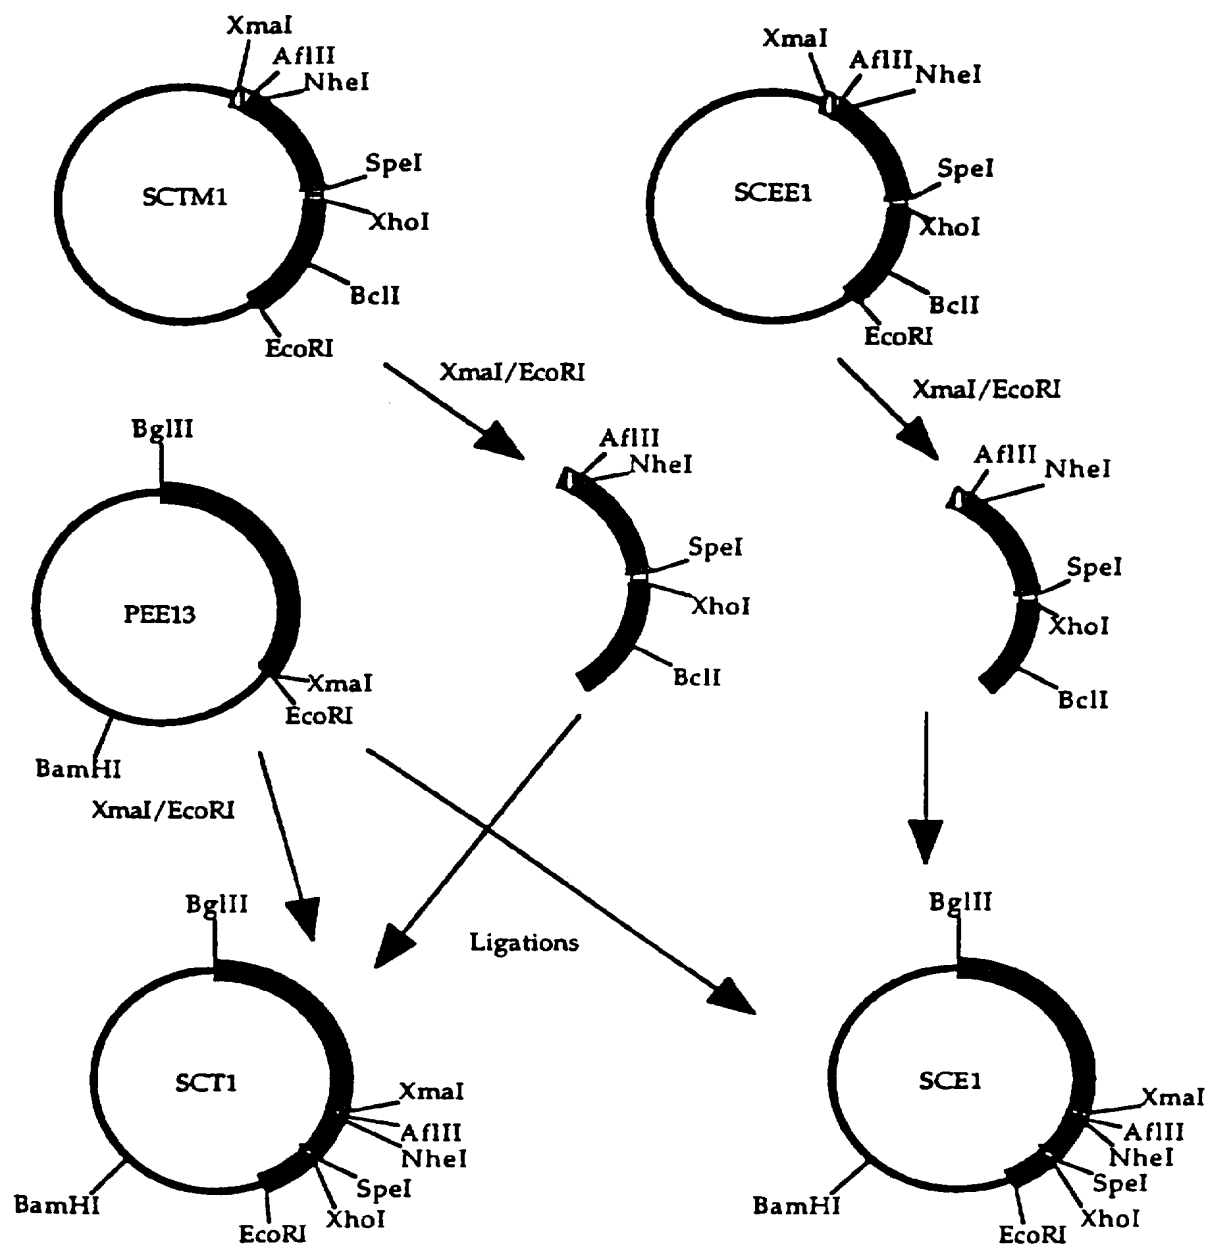 XmaI
AflII
NheI
SCTM1
SpeI
XhoI
BclI
EcoRI
XmaI
AflII
NheI
SCEE1
SpeI
XhoI
BclI
EcoRI
XmaI/EcoRI
XmaI/EcoRI
BglII
PEE13
XmaI
EcoRI
BamHI
XmaI/EcoRI
AflII
NheI
SpeI
XhoI
BclI
AflII
NheI
SpeI
XhoI
BclI
Ligations
BglII
SCT1
XmaI
AflII
NheI
SpeI
XhoI
EcoRI
BamHI
BglII
SCE1
XmaI
AflII
NheI
SpeI
XhoI
EcoRI
BamHI